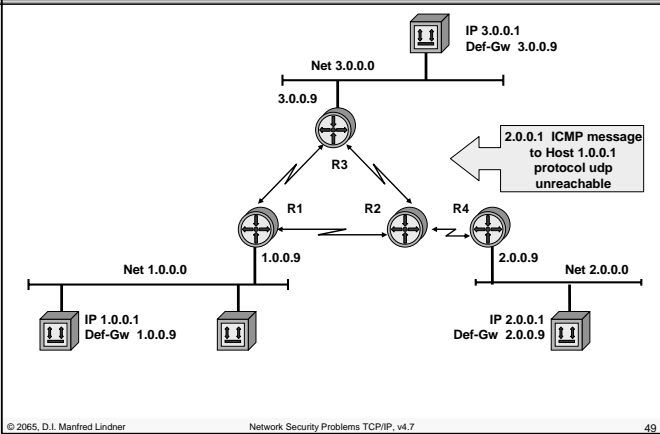 IP 3.0.0.1
Def-Gw 3.0.0.9
Net 3.0.0.0
3.0.0.9
2.0.0.1 ICMP message
to Host 1.0.0.1
protocol udp
unreachable
R3
R1
R2
R4
1.0.0.9
2.0.0.9
Net 1.0.0.0
Net 2.0.0.0
IP 1.0.0.1
Def-Gw 1.0.0.9
IP 2.0.0.1
Def-Gw 2.0.0.9
© 2065, D.I. Manfred Lindner
Network Security Problems TCP/IP, v4.7
49